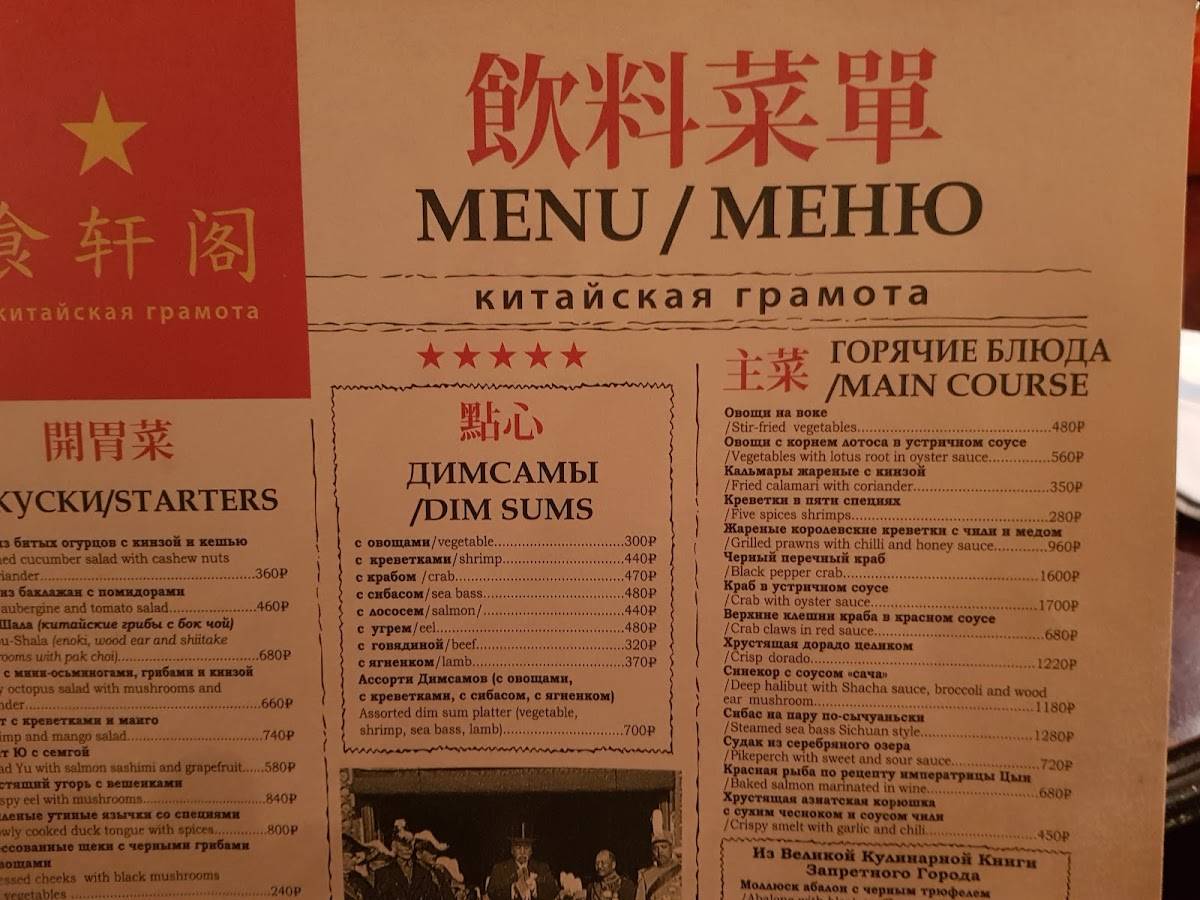 飲料菜單
MENU / МЕНЮ
китайская грамота
食轩阁
китайская грамота
開胃菜
КУСКИ/STARTERS
из битых огурцов с кинзой и кешью
ed cucumber salad with cashew nuts
iander 360₽
из баклажан с помидорами
aubergine and tomato salad 460₽
Шала (китайские грибы с бок чой)
u-Shala (enoki, wood ear and shiitake
rooms with pak choi) 680₽
с мини-осьминогами, грибами и кинзой
y octopus salad with mushrooms and
nder 660₽
т с креветками и манго
imp and mango salad 740₽
т Ю с семгой
ad Yu with salmon sashimi and grapefruit 580₽
стящий угорь с вешенками
spy eel with mushrooms 840₽
леные утиные язычки со специями
owly cooked duck tongue with spices 800₽
ссованные щеки с черными грибами
вощами
essed cheeks with black mushrooms
vegetables 240₽
點心
ДИМСАМЫ
/DIM SUMS
с овощами/vegetable 300₽
с креветками/shrimp 440₽
с крабом /crab 470₽
с сибасом/sea bass 480₽
с лососем/salmon/ 440₽
с угрем/eel 480₽
с говядиной/beef 320₽
с ягненком/lamb 370₽
Ассорти Димсамов (с овощами,
с креветками, с сибасом, с ягненком)
Assorted dim sum platter (vegetable,
shrimp, sea bass, lamb) 700₽
主菜 ГОРЯЧИЕ БЛЮДА
/MAIN COURSE
Овощи на воке
/Stir-fried vegetables 480₽
Овощи с корнем лотоса в устричном соусе
/Vegetables with lotus root in oyster sauce 560₽
Кальмары жареные с кинзой
/Fried calamari with coriander 350₽
Креветки в пяти специях
/Five spices shrimps 280₽
Жареные королевские креветки с чили и медом
/Grilled prawns with chilli and honey sauce 960₽
Черный перечный краб
/Black pepper crab 1600₽
Краб в устричном соусе
/Crab with oyster sauce 1700₽
Верхние клешни краба в красном соусе
/Crab claws in red sauce 680₽
Хрустящая дорадо целиком
/Crisp dorado 1220₽
Синекор с соусом «сача»
/Deep halibut with Shacha sauce, broccoli and wood
ear mushroom 1180₽
Сибас на пару по-сычуаньски
/Steamed sea bass Sichuan style 1280₽
Судак из серебряного озера
/Pikeperch with sweet and sour sauce 720₽
Красная рыба по рецепту императрицы Цын
/Baked salmon marinated in wine 680₽
Хрустящая азиатская корюшка
с сухим чесноком и соусом чили
/Crispy smelt with garlic and chili 450₽
Из Великой Кулинарной Книги
Запретного Города
Моллюск абалон с черным трюфелем